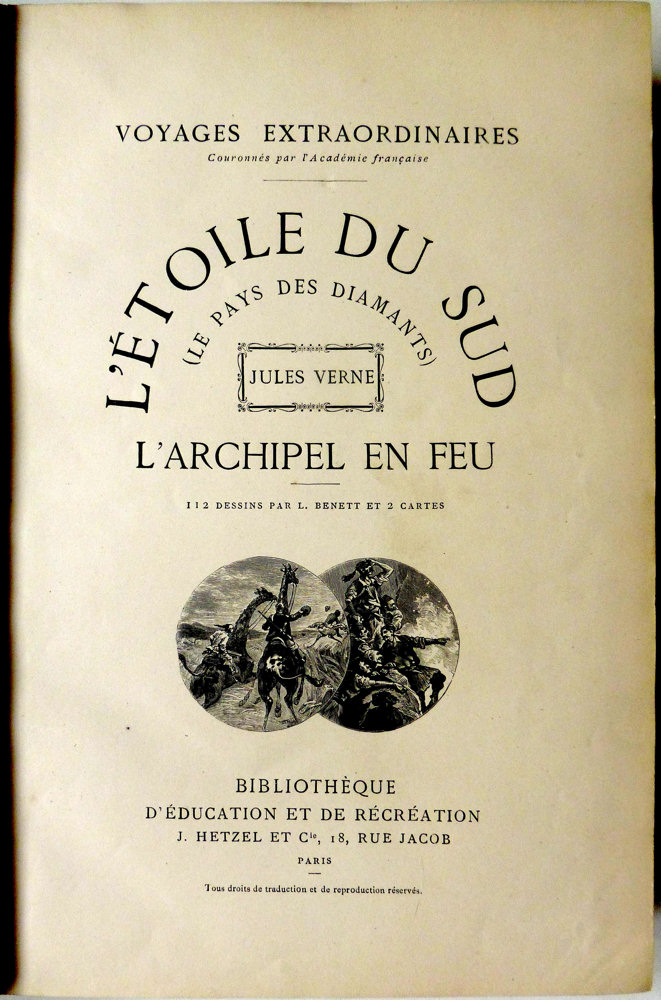 VOYAGES EXTRAORDINAIRES
Couronnés par l'Académie française
L'ÉTOILE DU SUD
(LE PAYS DES DIAMANTS)
JULES VERNE
L'ARCHIPEL EN FEU
112 DESSINS PAR L. BENETT ET 2 CARTES
BIBLIOTHÈQUE
D'ÉDUCATION ET DE RÉCRÉATION
J. HETZEL ET Cie, 18, RUE JACOB
PARIS
Tous droits de traduction et de reproduction réservés.